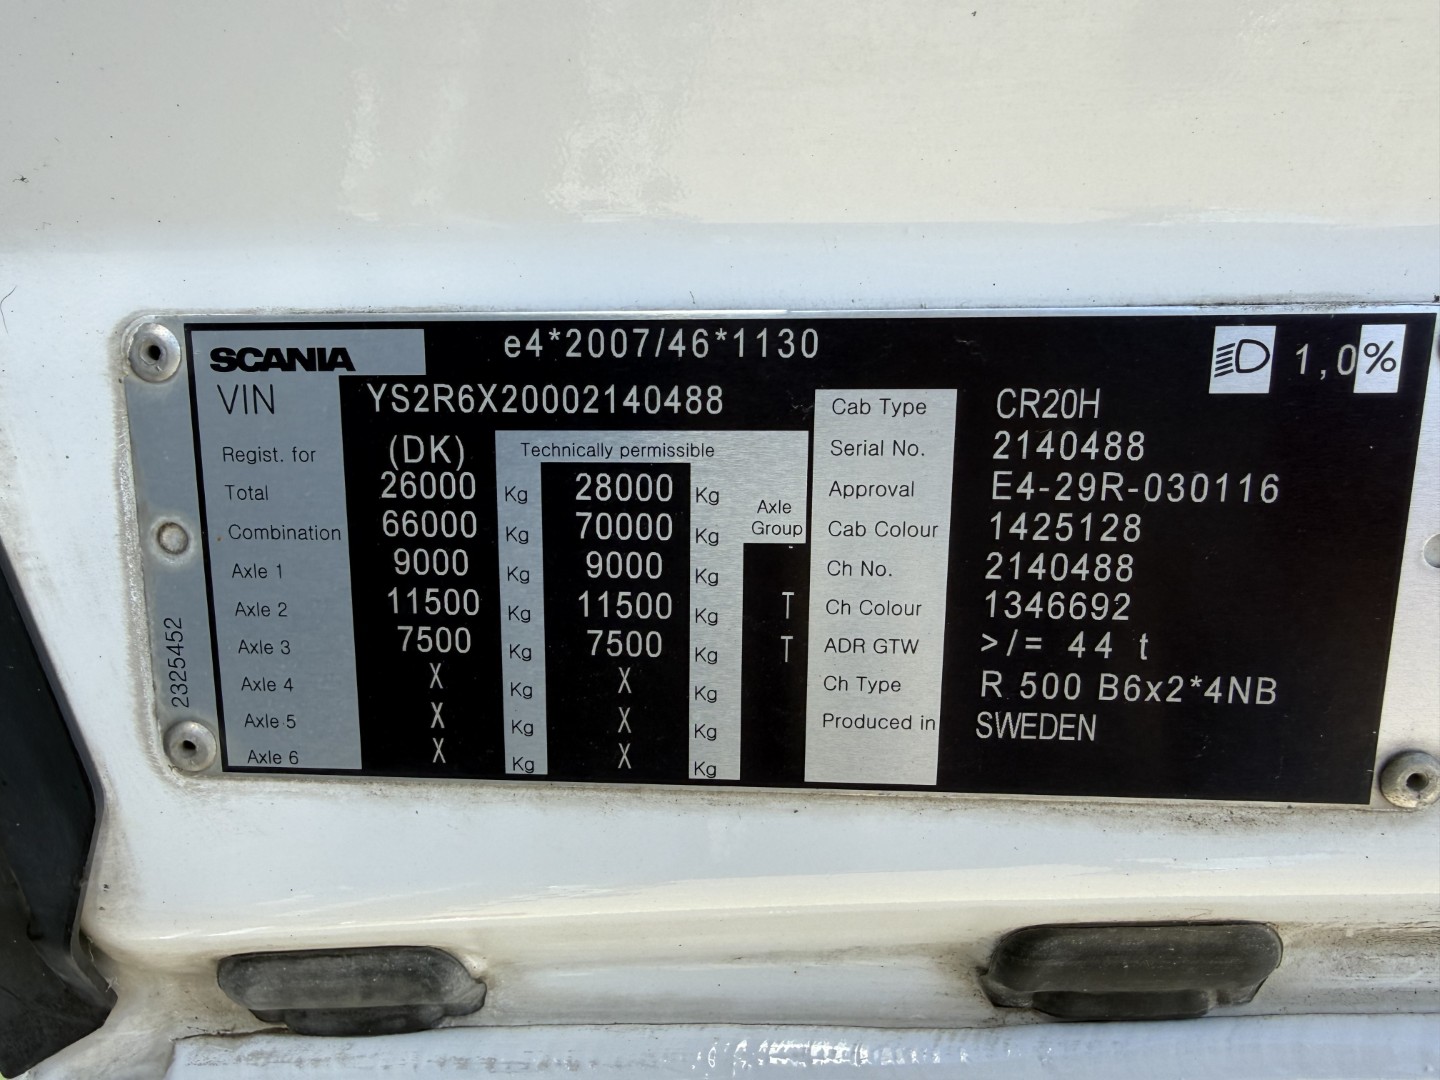 SCANIA e4*2007/46*1130 1,0%
VIN YS2R6X20002140488
Regist. for (DK) Technically permissible
Total 26000 Kg 28000 Kg
Combination 66000 Kg 70000 Kg
Axle Group
Axle 1 9000 Kg 9000 Kg
Axle 2 11500 Kg 11500 Kg T
Axle 3 7500 Kg 7500 Kg T
Axle 4 X Kg X Kg
Axle 5 X Kg X Kg
Axle 6 X Kg X Kg
Cab Type CR20H
Serial No. 2140488
Approval E4-29R-030116
Cab Colour 1425128
Ch No. 2140488
Ch Colour 1346692
ADR GTW >/= 44 t
Ch Type R 500 B6x2*4NB
Produced in SWEDEN
2325452